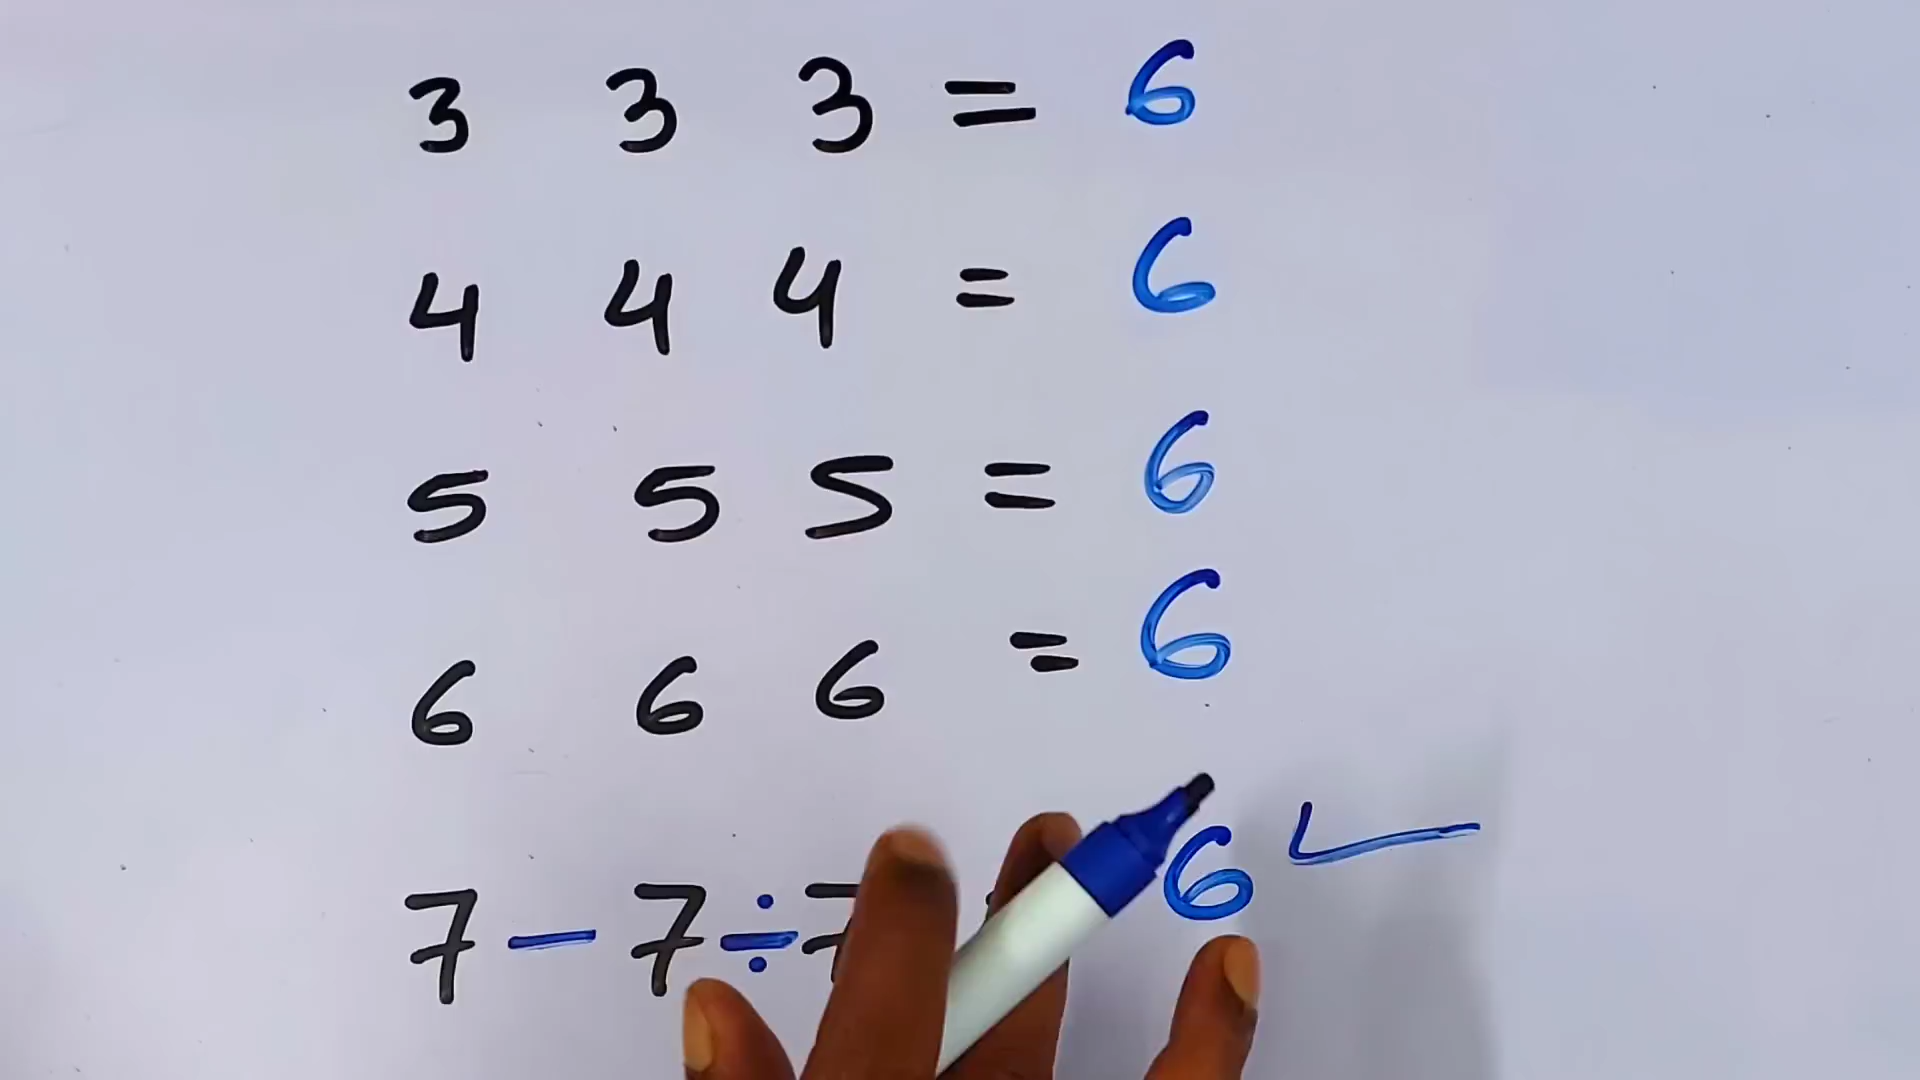 3 3 3 = 6
4 4 4 = 6
5 5 5 = 6
6 6 6 = 6
7 - 7 ÷ 7 6